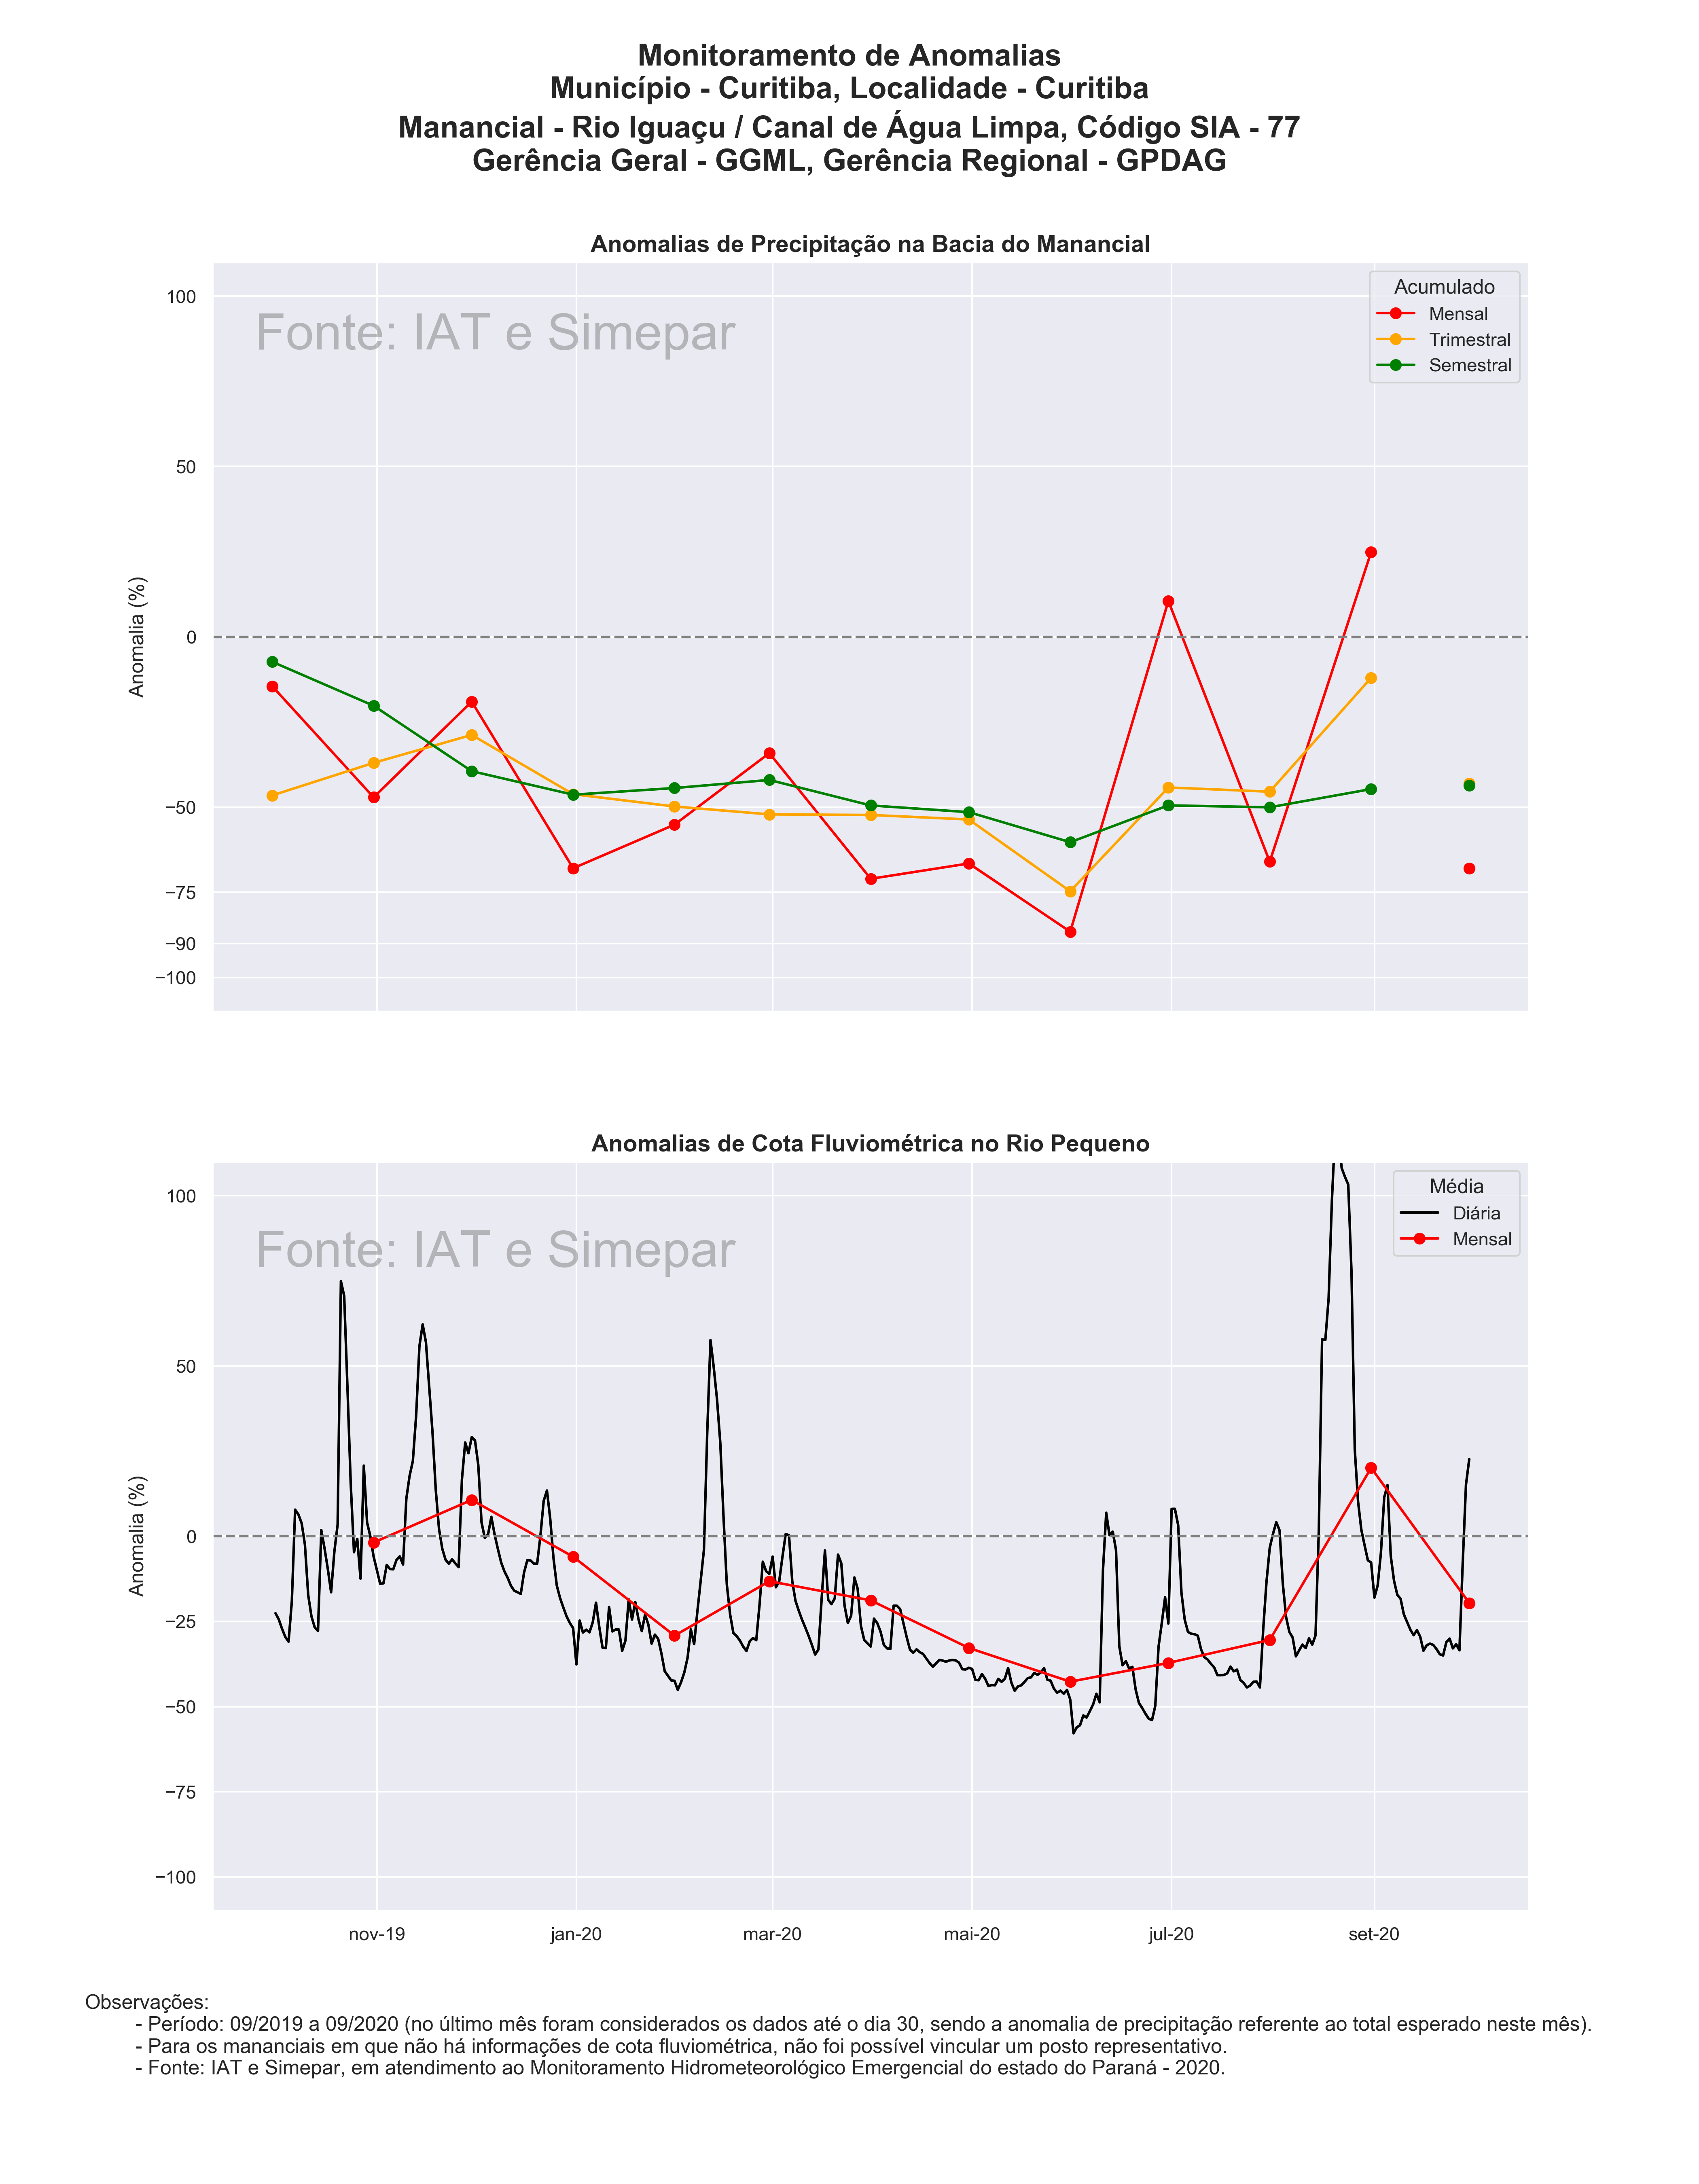 Monitoramento de Anomalias
Município - Curitiba, Localidade - Curitiba
Manancial - Rio Iguaçu / Canal de Água Limpa, Código SIA - 77
Gerência Geral - GGML, Gerência Regional - GPDAG
Anomalias de Precipitação na Bacia do Manancial
Fonte: IAT e Simepar
Acumulado
Mensal
Trimestral
Semestral
Anomalia (%)
100
50
0
−50
−75
−90
−100
Anomalias de Cota Fluviométrica no Rio Pequeno
Fonte: IAT e Simepar
Média
Diária
Mensal
Anomalia (%)
100
50
0
−25
−50
−75
−100
nov-19 jan-20 mar-20 mai-20 jul-20 set-20
Observações:
- Período: 09/2019 a 09/2020 (no último mês foram considerados os dados até o dia 30, sendo a anomalia de precipitação referente ao total esperado neste mês).
- Para os mananciais em que não há informações de cota fluviométrica, não foi possível vincular um posto representativo.
- Fonte: IAT e Simepar, em atendimento ao Monitoramento Hidrometeorológico Emergencial do estado do Paraná - 2020.